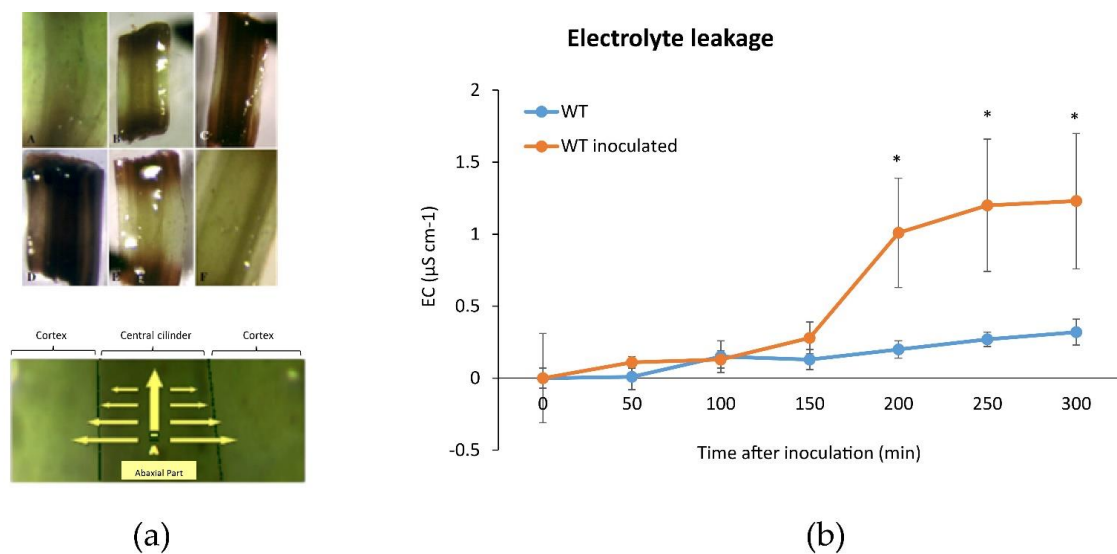 A
B
C
D
E
F
Cortex
Central cilinder
Cortex
A
Abaxial Part
(a)
Electrolyte leakage
WT
WT inoculated
EC (µS cm-1)
2
1.5
1
0.5
0
-0.5
*
*
*
0
50
100
150
200
250
300
Time after inoculation (min)
(b)